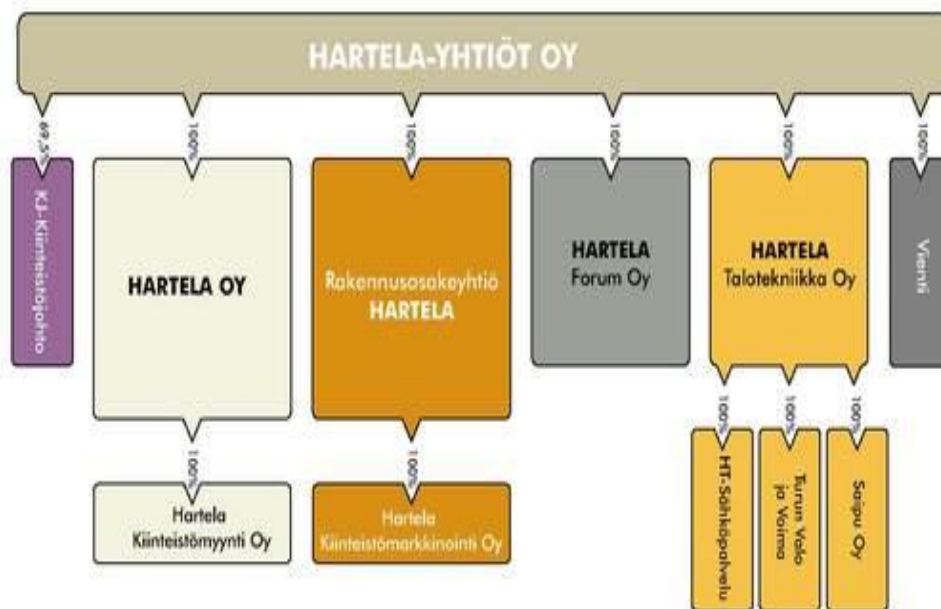 HARTELA-YHTIÖT OY
69,5%
100%
100%
100%
100%
100%
KJ-Kiinteistöjohto
HARTELA OY
Rakennusosakeyhtiö
HARTELA
HARTELA
Forum Oy
HARTELA
Talotekniikka Oy
Vienti
100%
100%
100%
100%
100%
Hartela
Kiinteistömyynti Oy
Hartela
Kiinteistömarkkinointi Oy
HT-Sähköpalvelu
Turun Valo
ja Voima
Saipu Oy